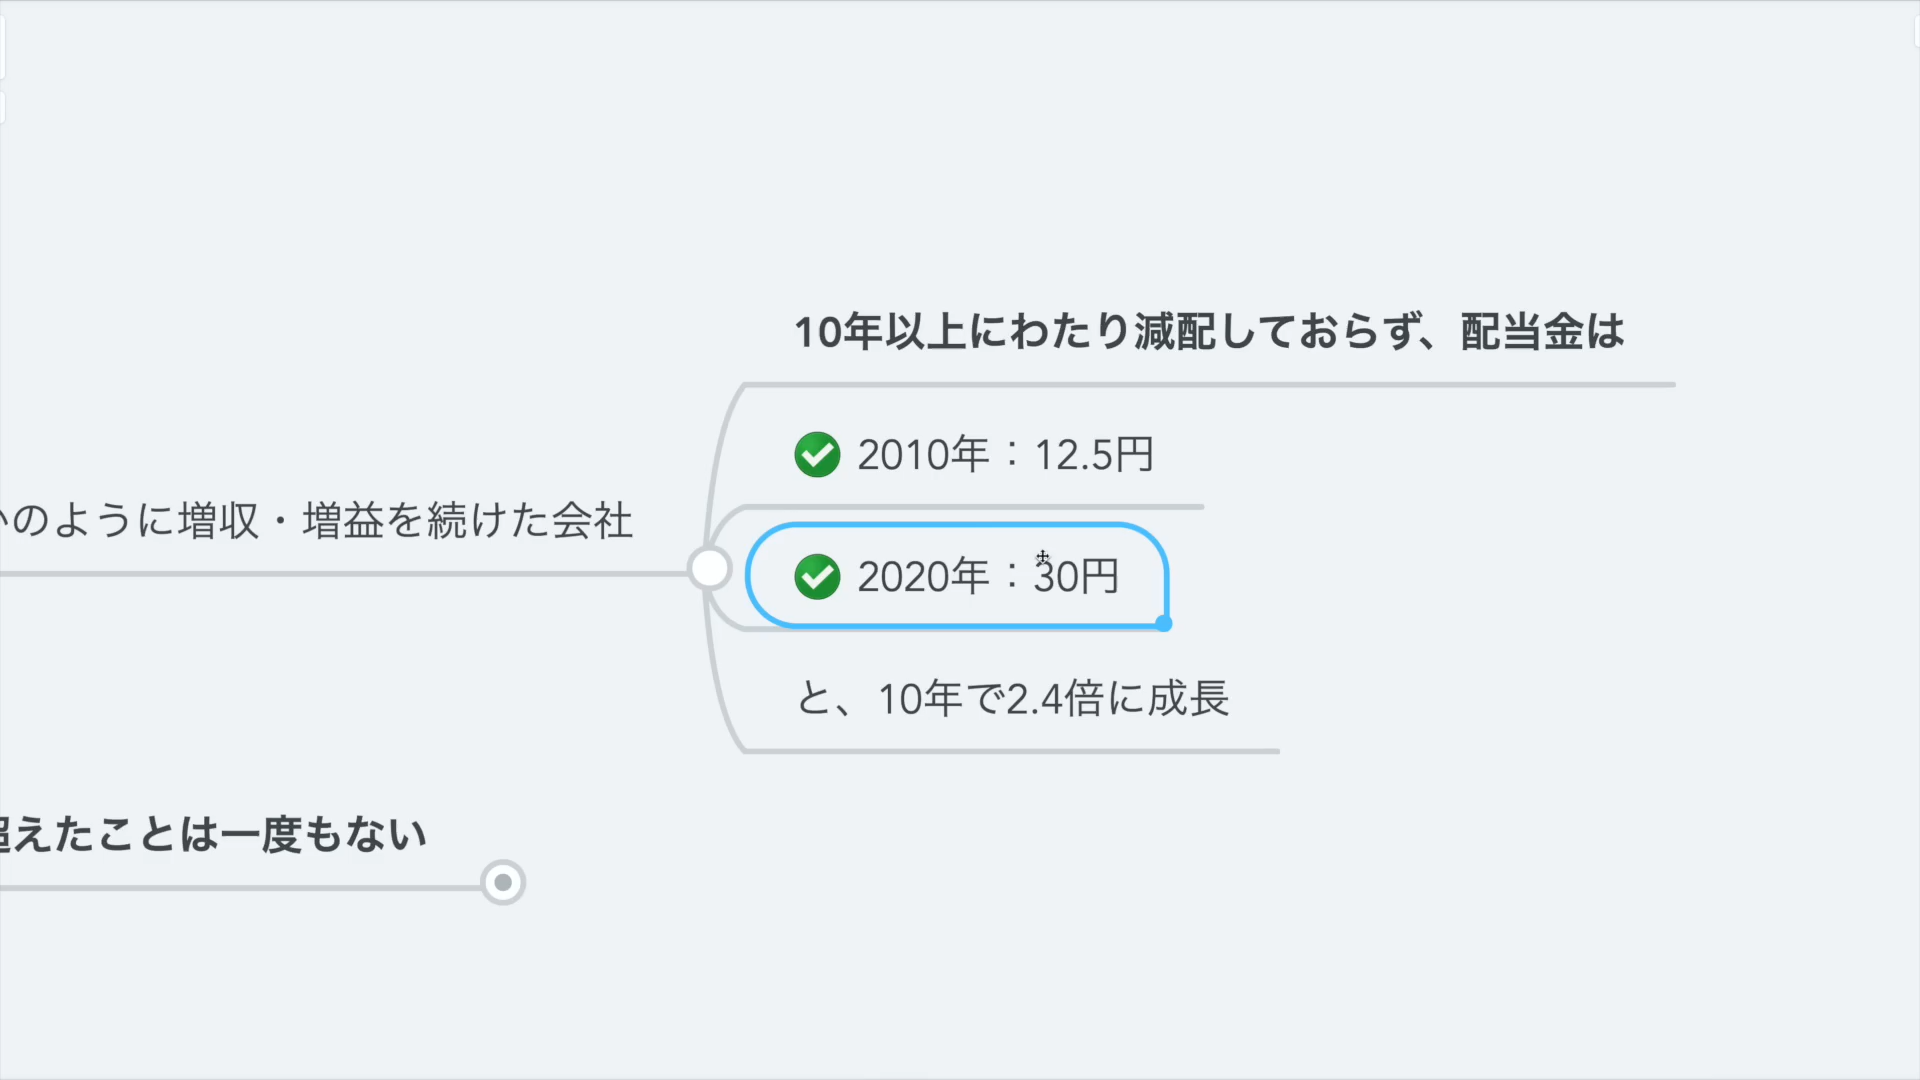 10年以上にわたり減配しておらず、配当金は
2010年：12.5円
のように増収・増益を続けた会社
2020年：30円
と、10年で2.4倍に成長
えたことは一度もない